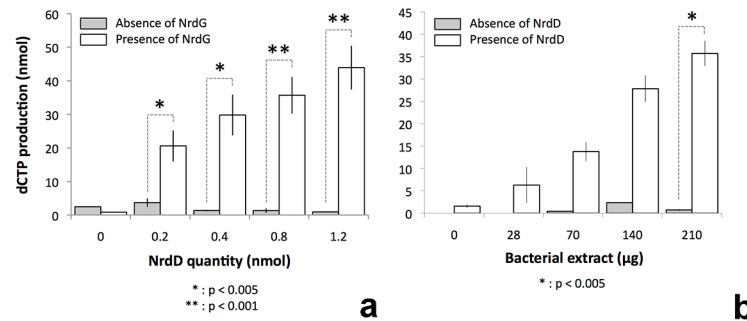 Absence of NrdG
Presence of NrdG
dCTP production (nmol)
60
50
40
30
20
10
0
*
*
**
**
0 0.2 0.4 0.8 1.2
NrdD quantity (nmol)
* : p < 0.005
** : p < 0.001
a
Absence of NrdD
Presence of NrdD
45
40
35
30
25
20
15
10
5
0
*
0 28 70 140 210
Bacterial extract (µg)
* : p < 0.005
b